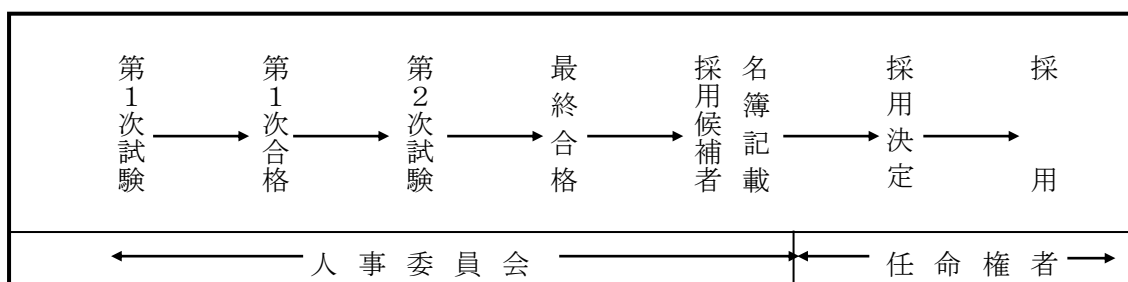 第1次試験
第1次合格
第2次試験
最終合格
採用候補者
名簿記載
採用決定
採用
人事委員会
任命権者